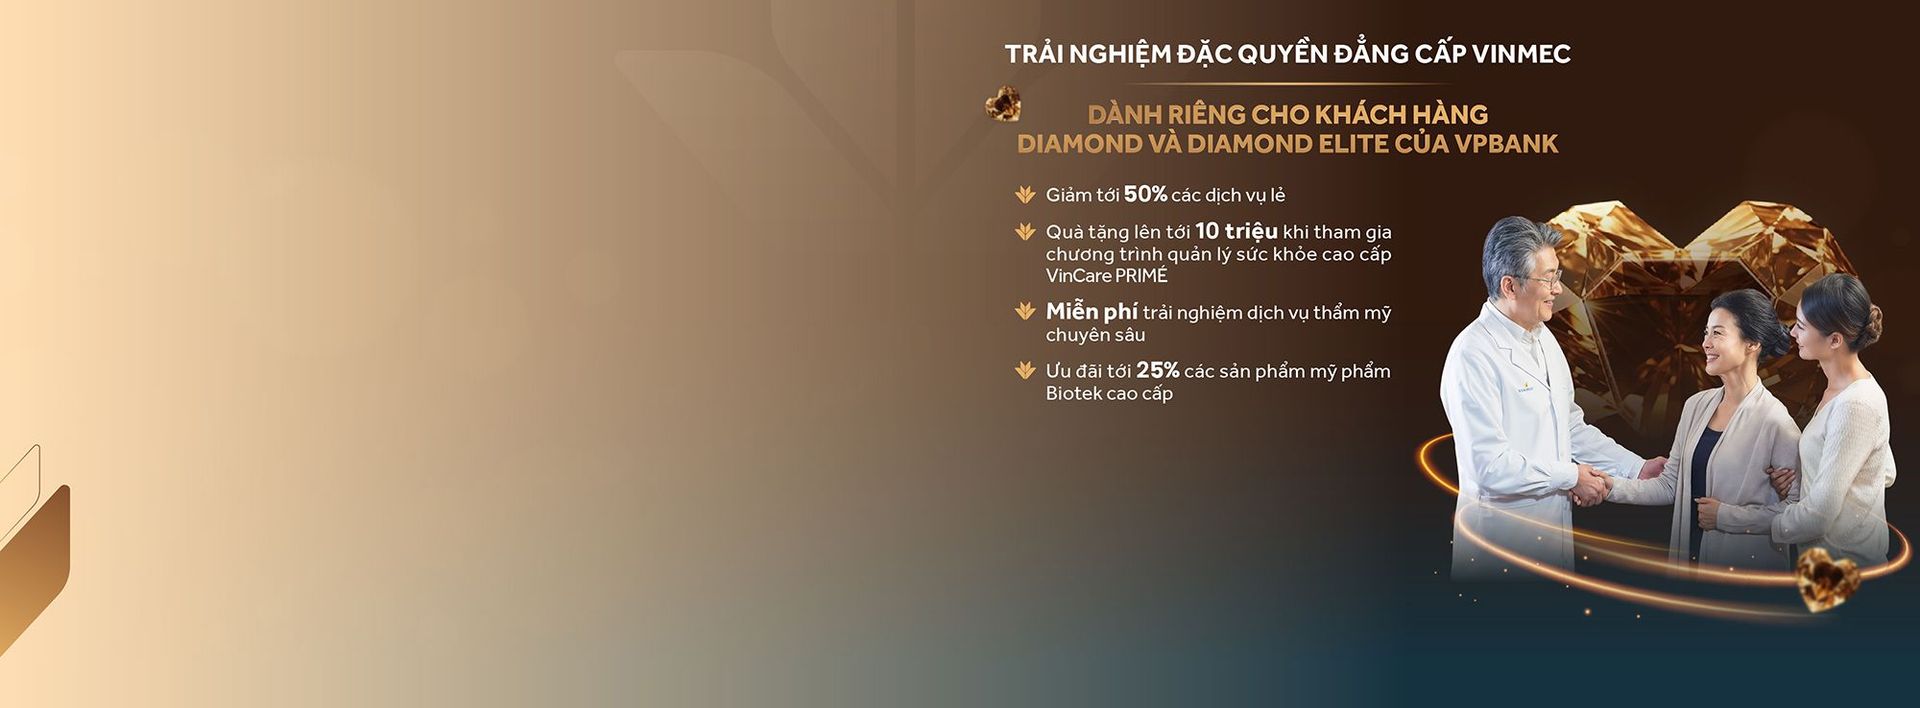 TRẢI NGHIỆM ĐẶC QUYỀN ĐẲNG CẤP VINMEC
DÀNH RIÊNG CHO KHÁCH HÀNG
DIAMOND VÀ DIAMOND ELITE CỦA VPBANK
Giảm tới 50% các dịch vụ lẻ
Quà tặng lên tới 10 triệu khi tham gia
chương trình quản lý sức khỏe cao cấp
VinCare PRIMÉ
Miễn phí trải nghiệm dịch vụ thẩm mỹ
chuyên sâu
Ưu đãi tới 25% các sản phẩm mỹ phẩm
Biotek cao cấp